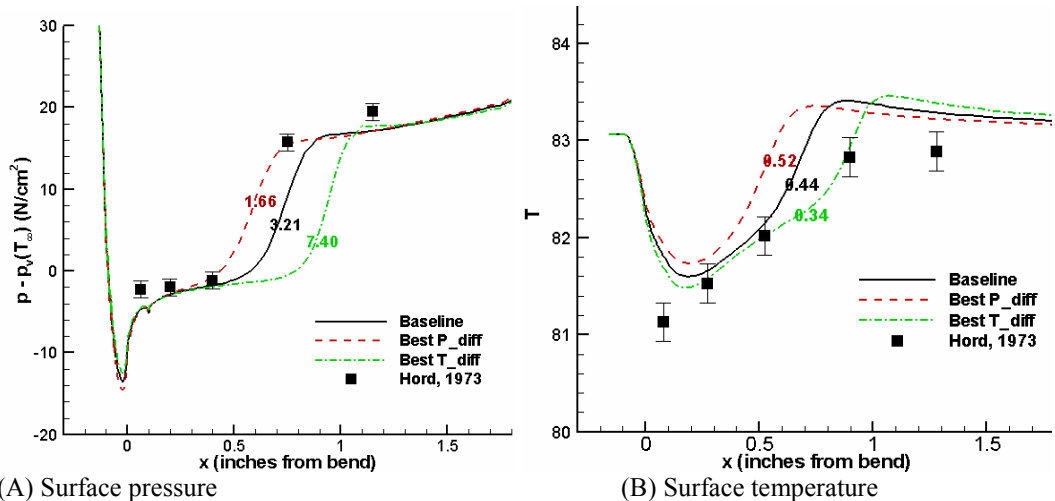 30
20
10
0
-10
-20
p - pv(T∞) (N/cm²)
1.66
3.21
7.40
Baseline
Best P_diff
Best T_diff
Hord, 1973
0 0.5 1 1.5
x (inches from bend)
(A) Surface pressure
84
83
82
81
80
T
0.52
0.44
0.34
Baseline
Best P_diff
Best T_diff
Hord, 1973
0 0.5 1 1.5
x (inches from bend)
(B) Surface temperature